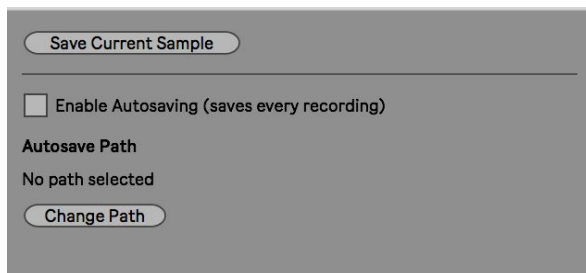 Save Current Sample
Enable Autosaving (saves every recording)
Autosave Path
No path selected
Change Path